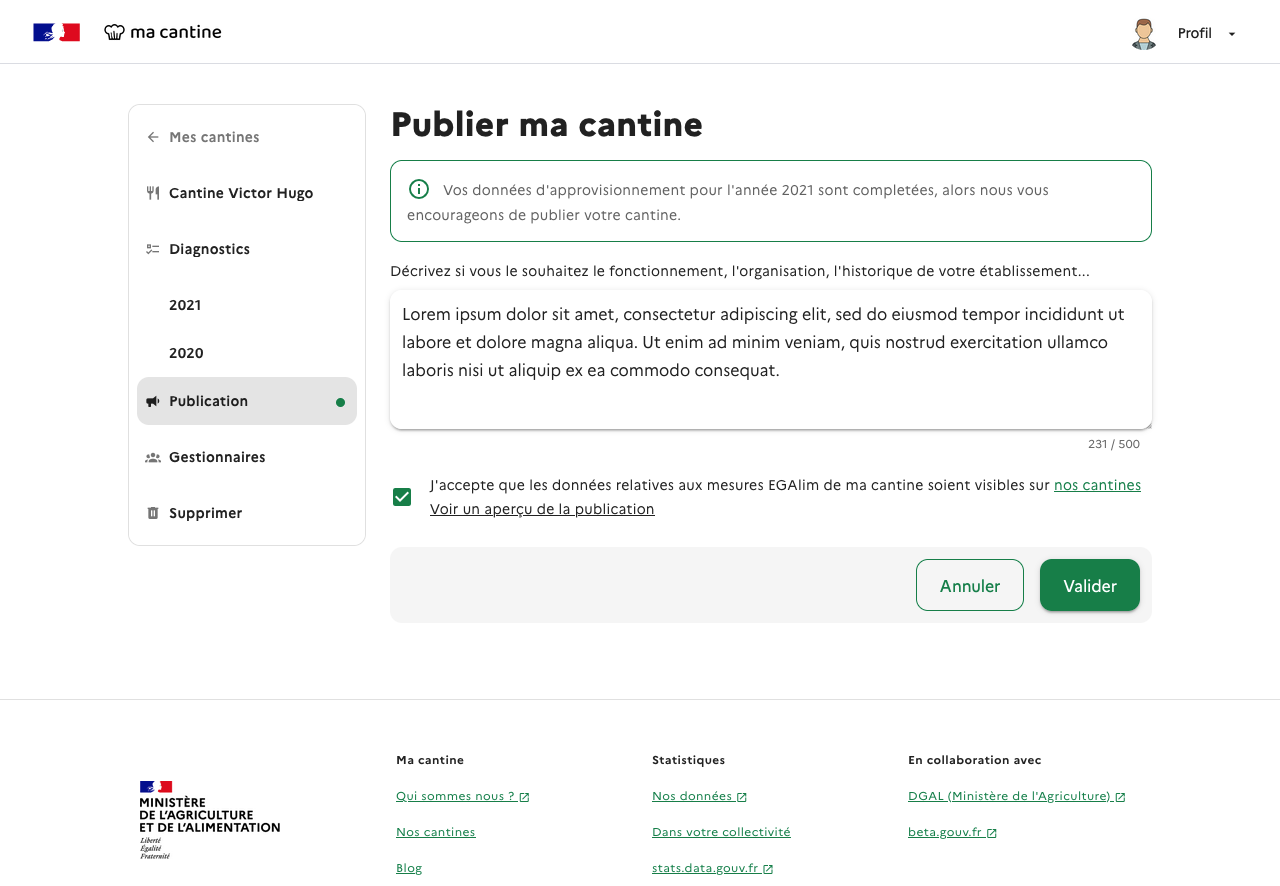 ma cantine
Profil
Mes cantines
Cantine Victor Hugo
Diagnostics
2021
2020
Publication
Gestionnaires
Supprimer
Publier ma cantine
Vos données d'approvisionnement pour l'année 2021 sont completées, alors nous vous
encourageons de publier votre cantine.
Décrivez si vous le souhaitez le fonctionnement, l'organisation, l'historique de votre établissement...
Lorem ipsum dolor sit amet, consectetur adipiscing elit, sed do eiusmod tempor incididunt ut
labore et dolore magna aliqua. Ut enim ad minim veniam, quis nostrud exercitation ullamco
laboris nisi ut aliquip ex ea commodo consequat.
231 / 500
J'accepte que les données relatives aux mesures EGAlim de ma cantine soient visibles sur nos cantines
Voir un aperçu de la publication
Annuler
Valider
MINISTÈRE
DE L'AGRICULTURE
ET DE L'ALIMENTATION
Liberté
Égalité
Fraternité
Ma cantine
Qui sommes nous ?
Nos cantines
Blog
Statistiques
Nos données
Dans votre collectivité
stats.data.gouv.fr
En collaboration avec
DGAL (Ministère de l'Agriculture)
beta.gouv.fr